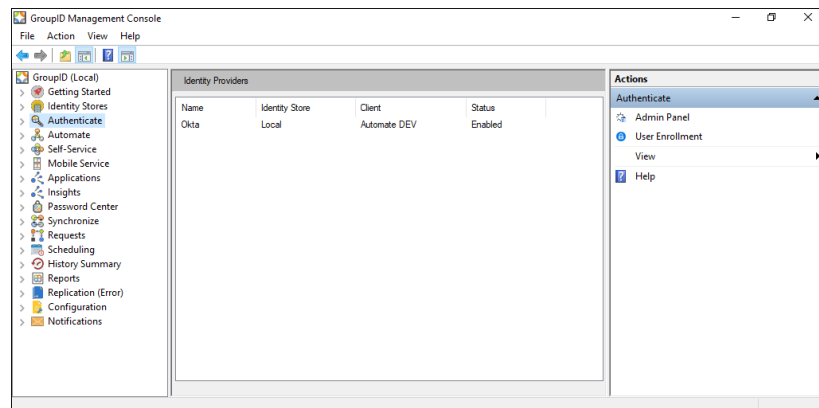 GroupID Management Console
File Action View Help
GroupID (Local)
Getting Started
Identity Stores
Authenticate
Automate
Self-Service
Mobile Service
Applications
Insights
Password Center
Synchronize
Requests
Scheduling
History Summary
Reports
Replication (Error)
Configuration
Notifications
Identity Providers
Name Identity Store Client Status
Okta Local Automate DEV Enabled
Actions
Authenticate
Admin Panel
User Enrollment
View
Help